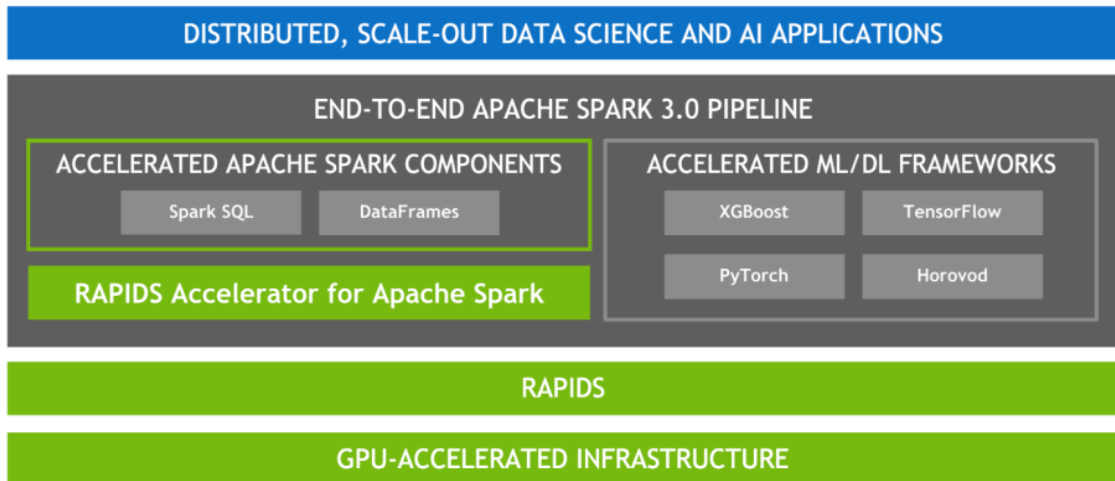 DISTRIBUTED, SCALE-OUT DATA SCIENCE AND AI APPLICATIONS
END-TO-END APACHE SPARK 3.0 PIPELINE
ACCELERATED APACHE SPARK COMPONENTS
Spark SQL
DataFrames
RAPIDS Accelerator for Apache Spark
ACCELERATED ML/DL FRAMEWORKS
XGBoost
TensorFlow
PyTorch
Horovod
RAPIDS
GPU-ACCELERATED INFRASTRUCTURE